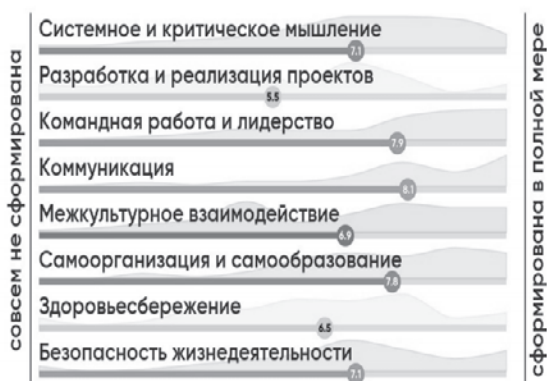 совсем не сформирована
Системное и критическое мышление
7.1
Разработка и реализация проектов
5.5
Командная работа и лидерство
7.9
Коммуникация
8.1
Межкультурное взаимодействие
6.9
Самоорганизация и самообразование
7.8
Здоровьесбережение
6.5
Безопасность жизнедеятельности
7.1
сформирована в полной мере